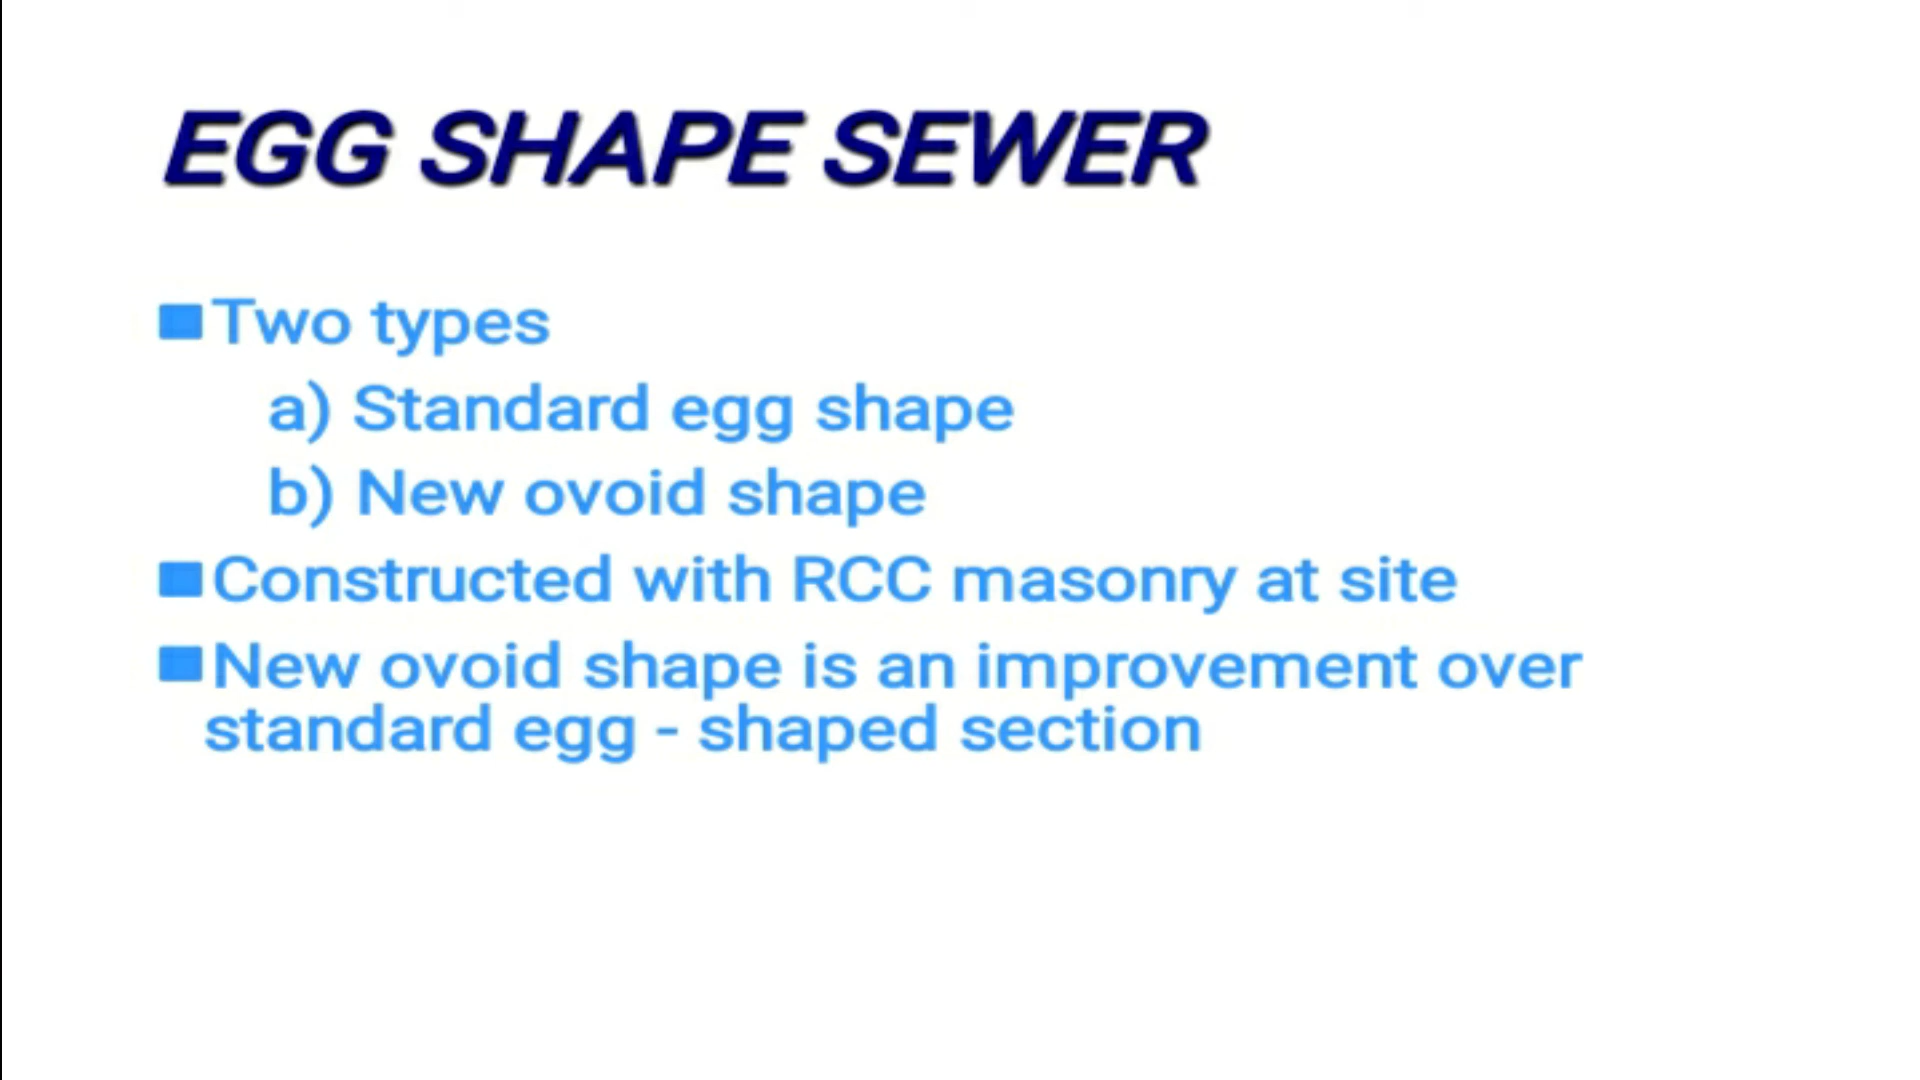 EGG SHAPE SEWER
Two types
a) Standard egg shape
b) New ovoid shape
Constructed with RCC masonry at site
New ovoid shape is an improvement over
standard egg - shaped section